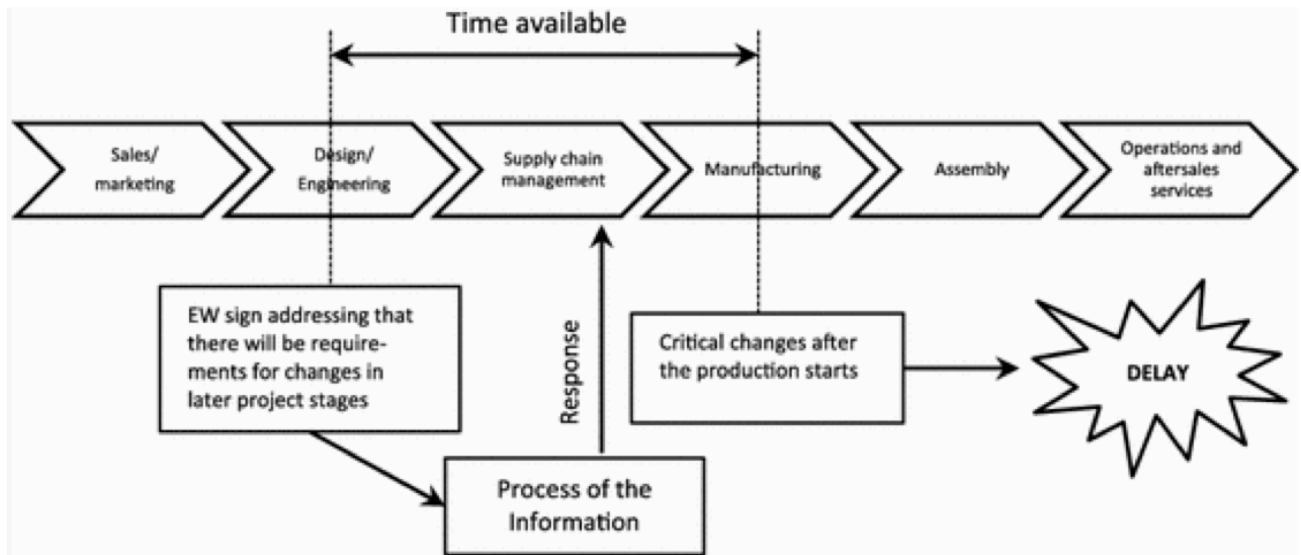 Time available
Sales/
marketing
Design/
Engineering
Supply chain
management
Manufacturing
Assembly
Operations and
aftersales
services
EW sign addressing that
there will be require-
ments for changes in
later project stages
Response
Critical changes after
the production starts
DELAY
Process of the
Information